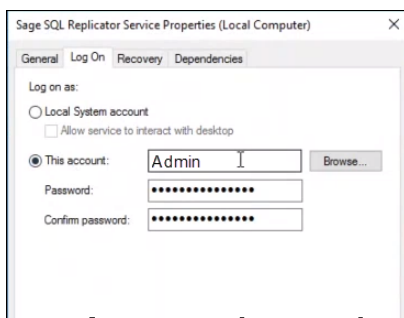 Sage SQL Replicator Service Properties (Local Computer)
General Log On Recovery Dependencies
Log on as:
Local System account
Allow service to interact with desktop
This account: Admin Browse...
Password: •••••••••••••••
Confirm password: •••••••••••••••